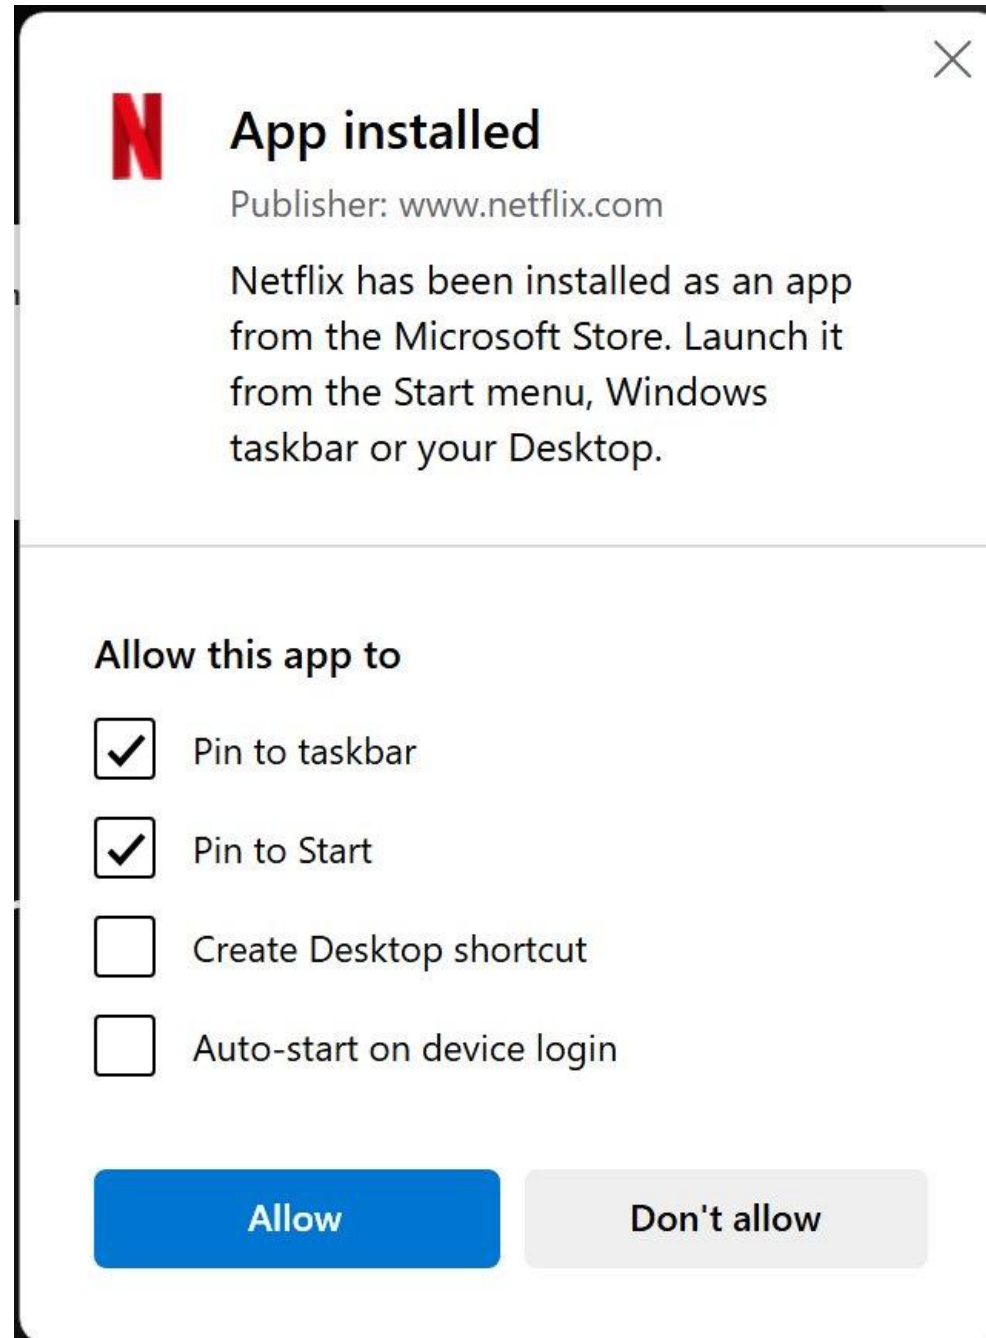 App installed
Publisher: www.netflix.com
Netflix has been installed as an app
from the Microsoft Store. Launch it
from the Start menu, Windows
taskbar or your Desktop.
Allow this app to
Pin to taskbar
Pin to Start
Create Desktop shortcut
Auto-start on device login
Allow
Don't allow